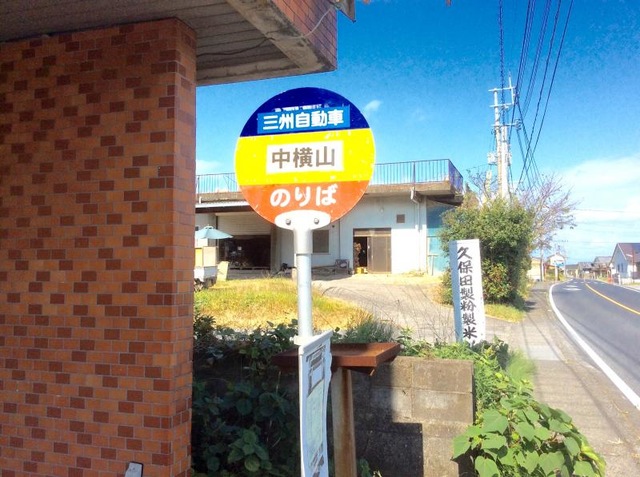 三州自動車
中横山
のりば
久保田製粉製米